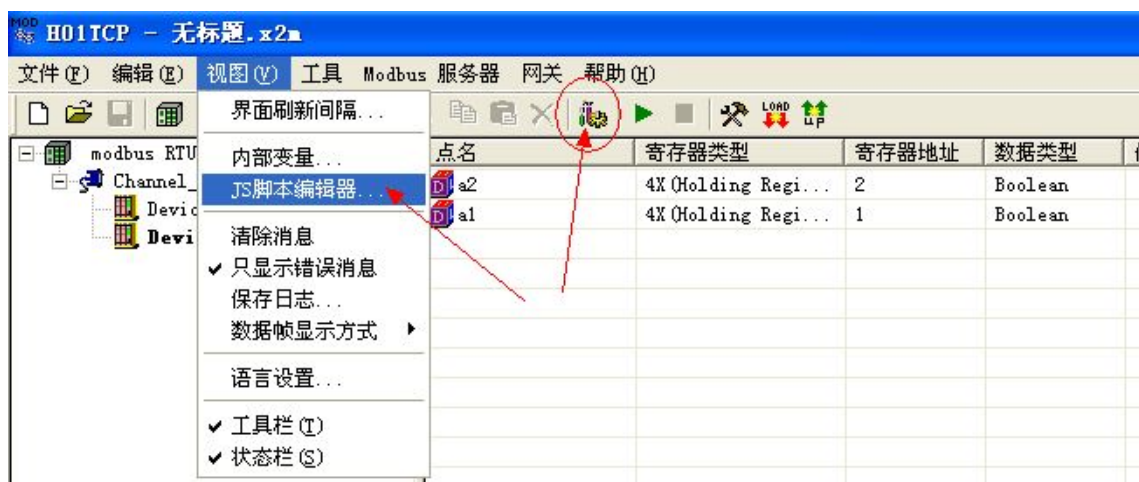 H01TCP - 无标题.x2m
文件(F) 编辑(E) 视图(V) 工具 Modbus 服务器 网关 帮助(H)
界面刷新间隔...
内部变量...
JS脚本编辑器...
清除消息
只显示错误消息
保存日志...
数据帧显示方式
语言设置...
工具栏(T)
状态栏(S)
LOAD
UP
modbus RTU
Channel_
Devic
Devi
点名 寄存器类型 寄存器地址 数据类型
a2 4X(Holding Regi... 2 Boolean
a1 4X(Holding Regi... 1 Boolean